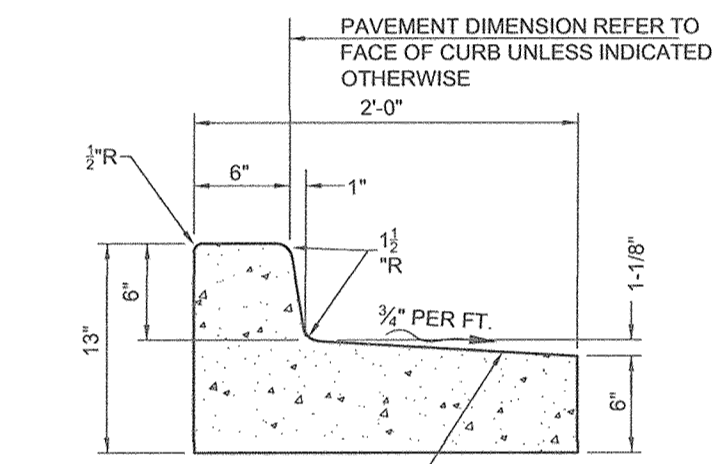 PAVEMENT DIMENSION REFER TO
FACE OF CURB UNLESS INDICATED
OTHERWISE
2'-0"
½"R
6"
1"
1½
"R
1-1/8"
6"
13"
¾" PER FT.
6"